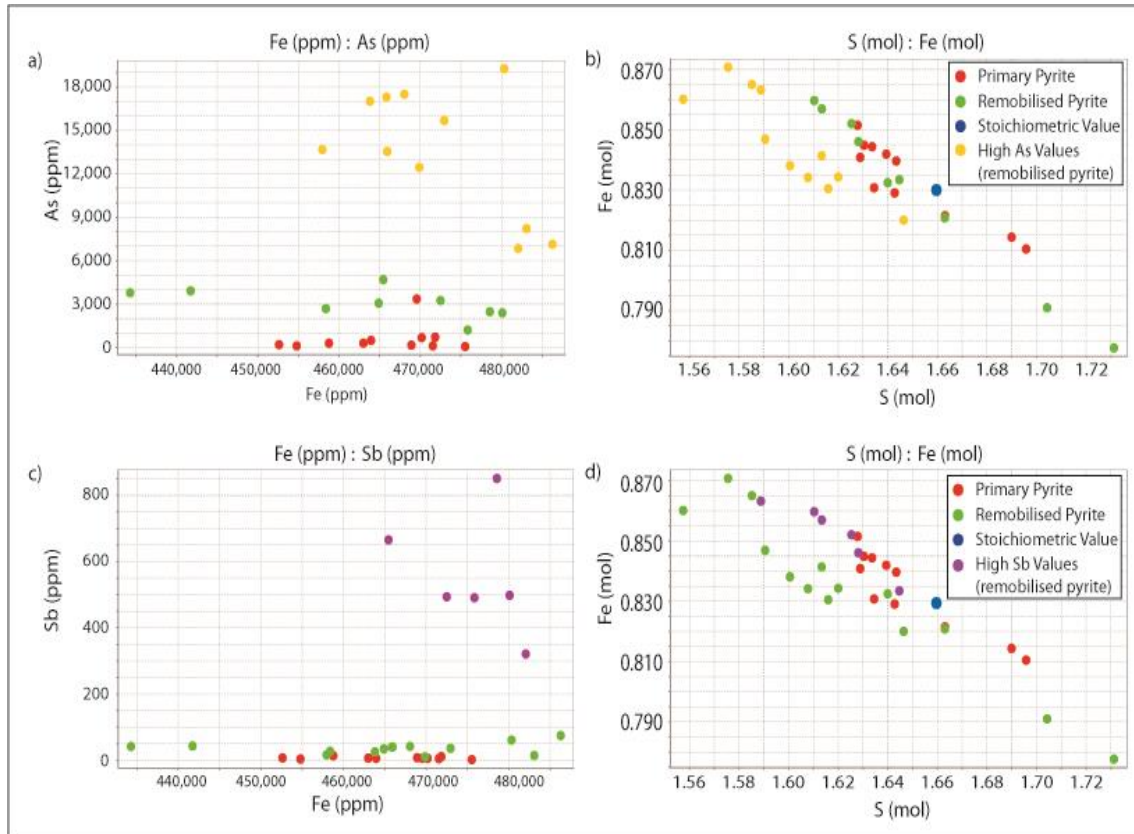 a)
Fe (ppm) : As (ppm)
As (ppm)
18,000
15,000
12,000
9,000
6,000
3,000
0
440,000 450,000 460,000 470,000 480,000
Fe (ppm)
b)
S (mol) : Fe (mol)
Fe (mol)
0.870
0.850
0.830
0.810
0.790
Primary Pyrite
Remobilised Pyrite
Stoichiometric Value
High As Values
(remobilised pyrite)
1.56 1.58 1.60 1.62 1.64 1.66 1.68 1.70 1.72
S (mol)
c)
Fe (ppm) : Sb (ppm)
Sb (ppm)
800
600
400
200
0
440,000 450,000 460,000 470,000 480,000
Fe (ppm)
d)
S (mol) : Fe (mol)
Fe (mol)
0.870
0.850
0.830
0.810
0.790
Primary Pyrite
Remobilised Pyrite
Stoichiometric Value
High Sb Values
(remobilised pyrite)
1.56 1.58 1.60 1.62 1.64 1.66 1.68 1.70 1.72
S (mol)